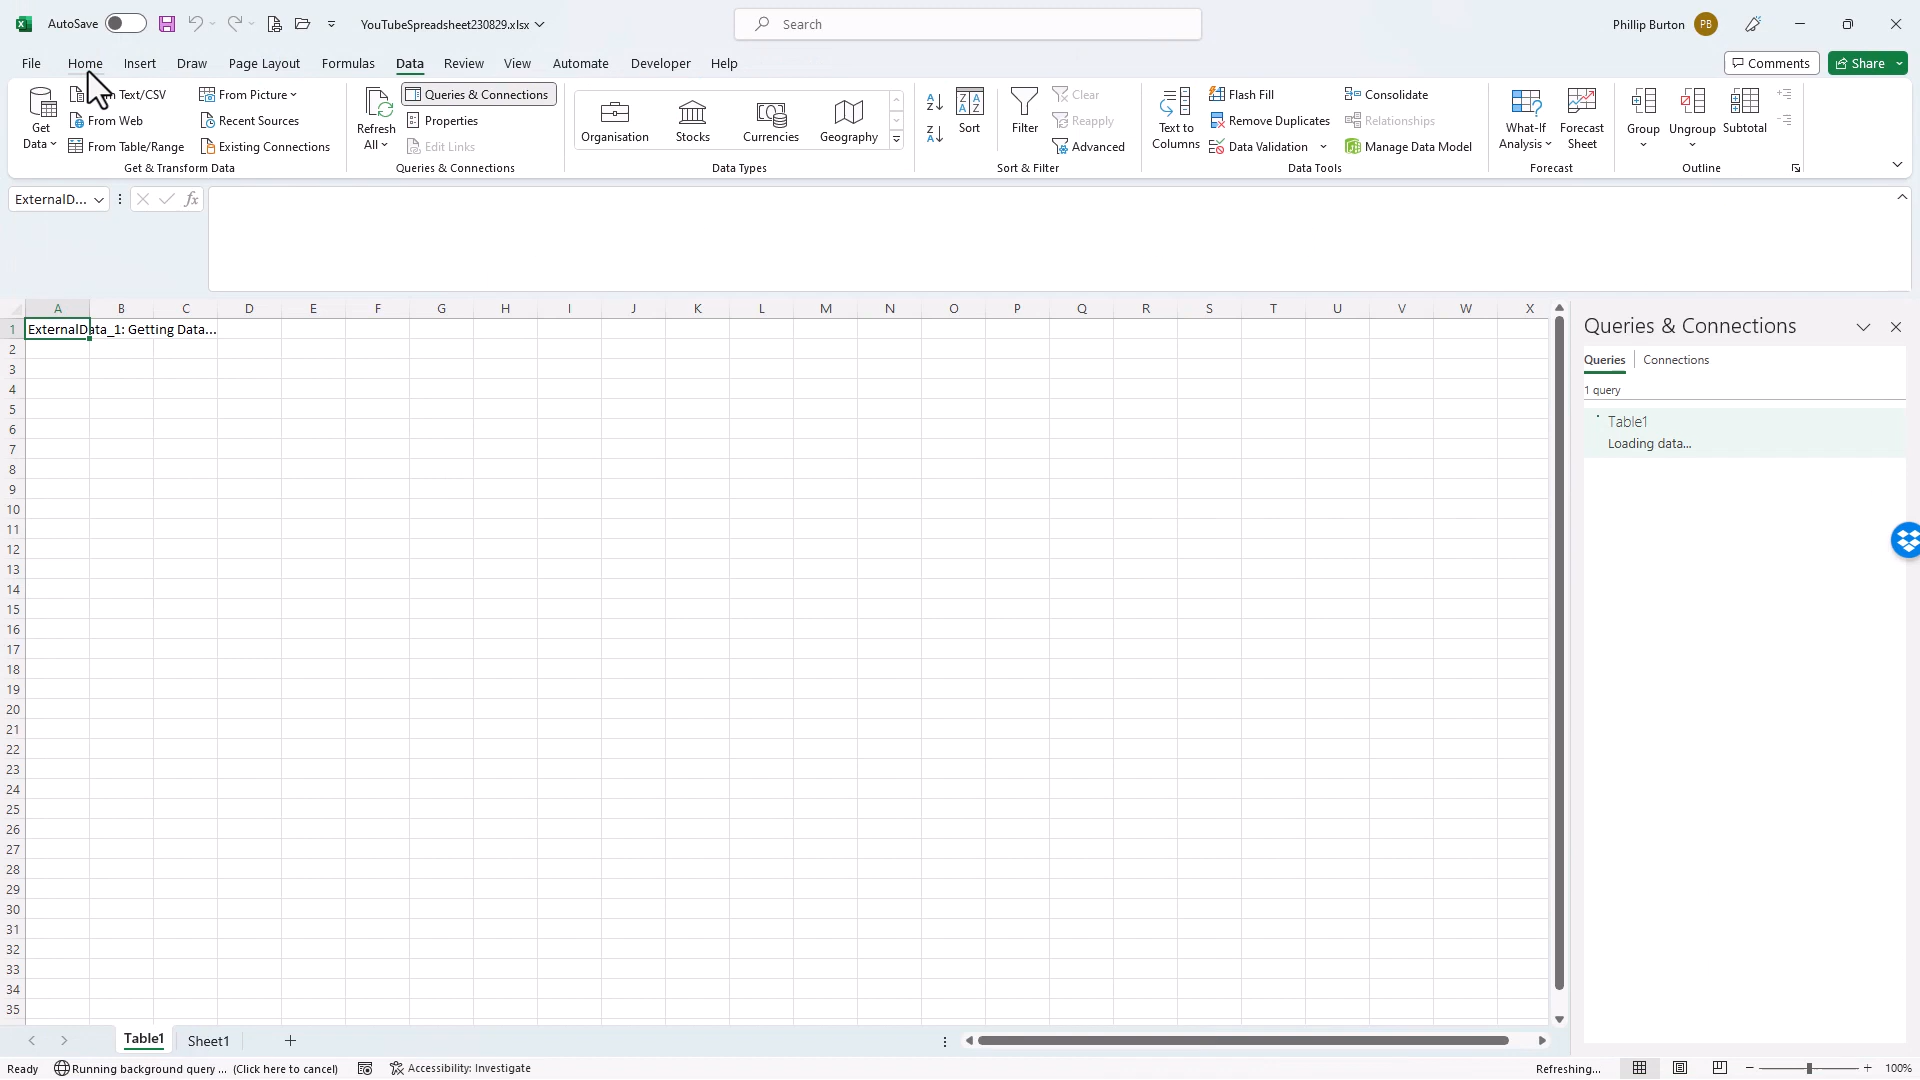 AutoSave YouTubeSpreadsheet230829.xlsx Search Phillip Burton PB
File Home Insert Draw Page Layout Formulas Data Review View Automate Developer Help Comments Share
Get Data Text/CSV From Picture
From Web Recent Sources
From Table/Range Existing Connections
Get & Transform Data
Refresh All Queries & Connections
Properties
Edit Links
Queries & Connections
Organisation Stocks Currencies Geography
Data Types
Sort Filter Clear
Reapply
Advanced
Sort & Filter
Text to Columns Flash Fill Consolidate
Remove Duplicates Relationships
Data Validation Manage Data Model
Data Tools
What-If Analysis Forecast Sheet
Forecast
Group Ungroup Subtotal
Outline
ExternalD... fx
A B C D E F G H I J K L M N O P Q R S T U V W X
1 ExternalData_1: Getting Data...
2
3
4
5
6
7
8
9
10
11
12
13
14
15
16
17
18
19
20
21
22
23
24
25
26
27
28
29
30
31
32
33
34
35
Queries & Connections
Queries Connections
1 query
Table1
Loading data...
Table1 Sheet1
Ready Running background query ... (Click here to cancel) Accessibility: Investigate Refreshing... 100%